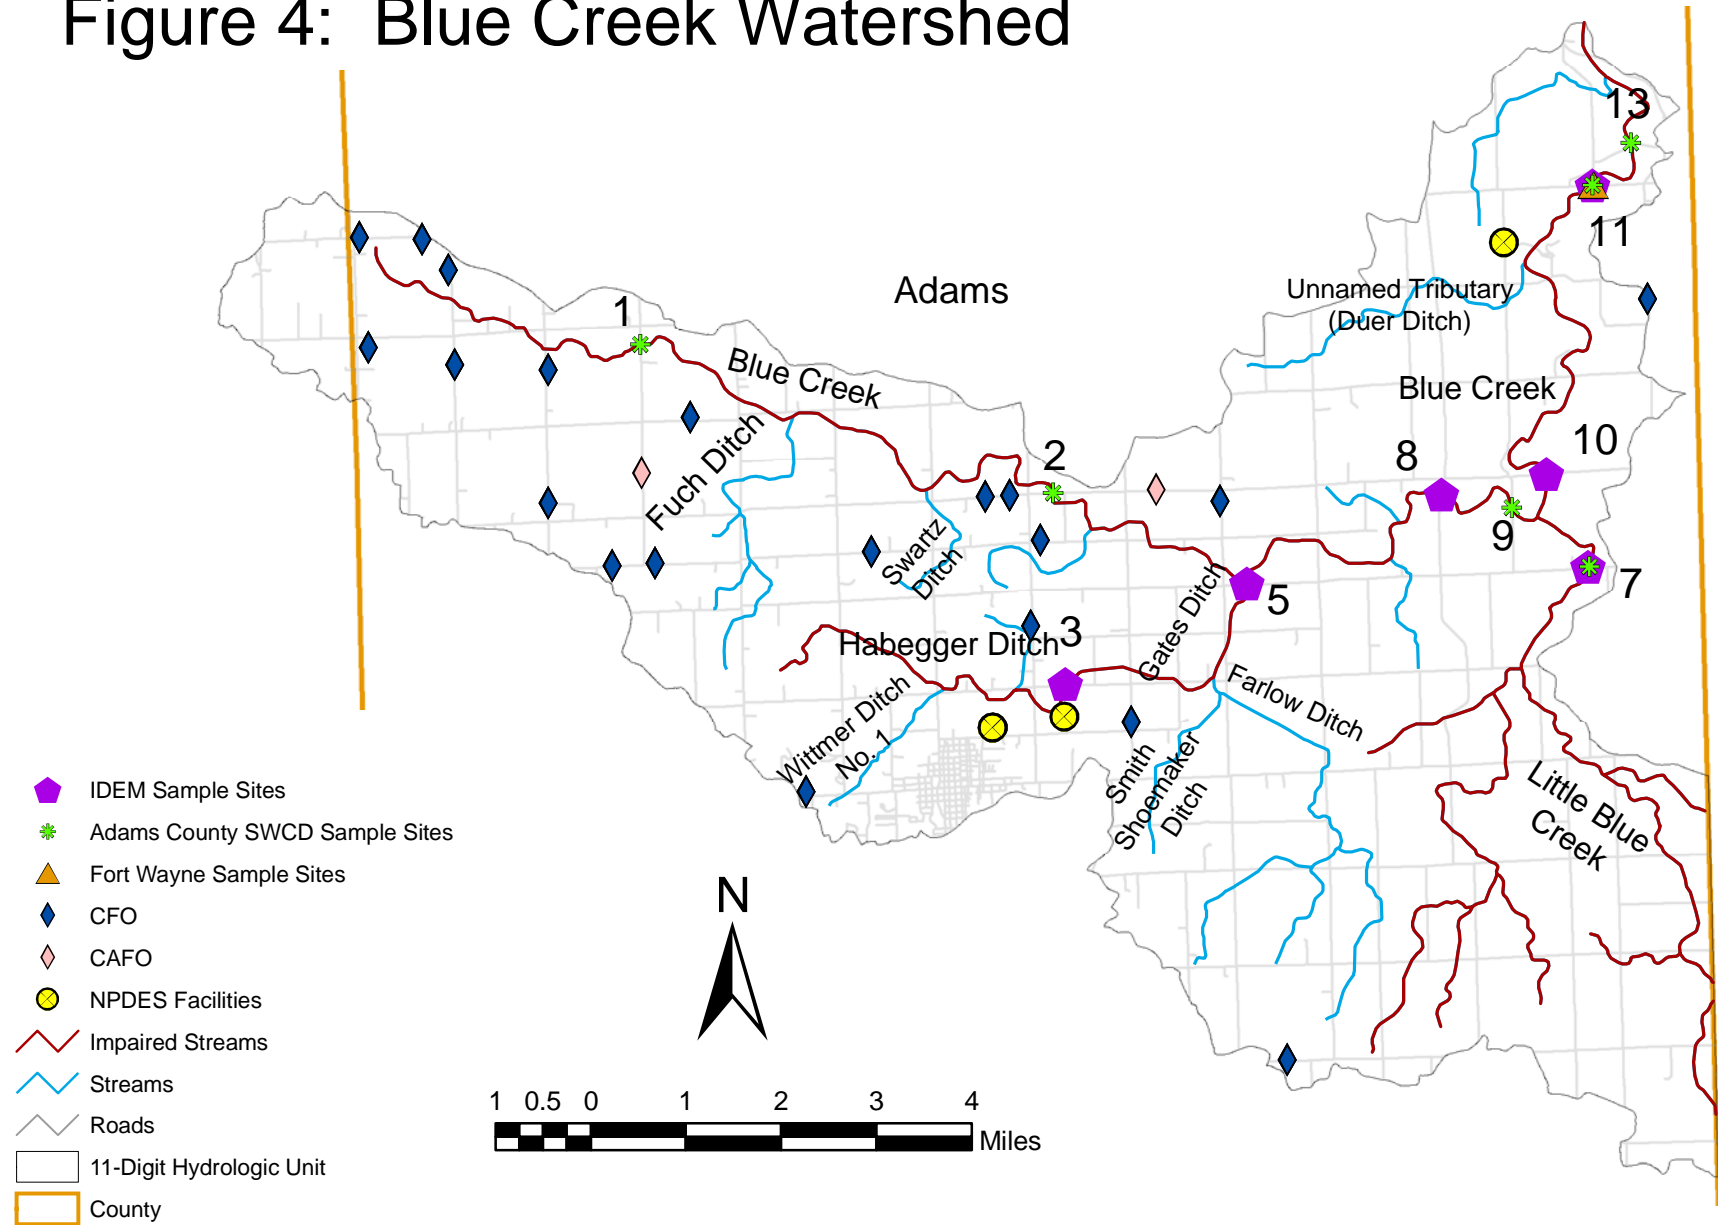 Figure 4: Blue Creek Watershed
13
11
Adams
Unnamed Tributary
(Duer Ditch)
1
Blue Creek
Blue Creek
Fuch Ditch
2
8
10
9
Swartz
Ditch
7
5
Gates Ditch
Habegger Ditch
3
Farlow Ditch
Wittmer Ditch
No. 1
Smith
Shoemaker
Ditch
Little Blue
Creek
N
IDEM Sample Sites
Adams County SWCD Sample Sites
Fort Wayne Sample Sites
CFO
CAFO
NPDES Facilities
Impaired Streams
Streams
Roads
11-Digit Hydrologic Unit
County
1 0.5 0 1 2 3 4
Miles